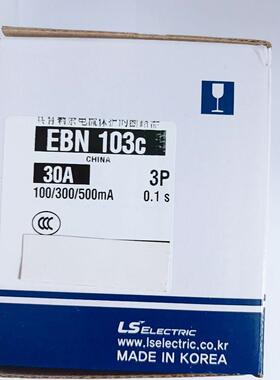 EBN 103c
CHINA
30A 3P
100/300/500mA 0.1 s
CCC
LS ELECTRIC
www.lselectric.co.kr
MADE IN KOREA